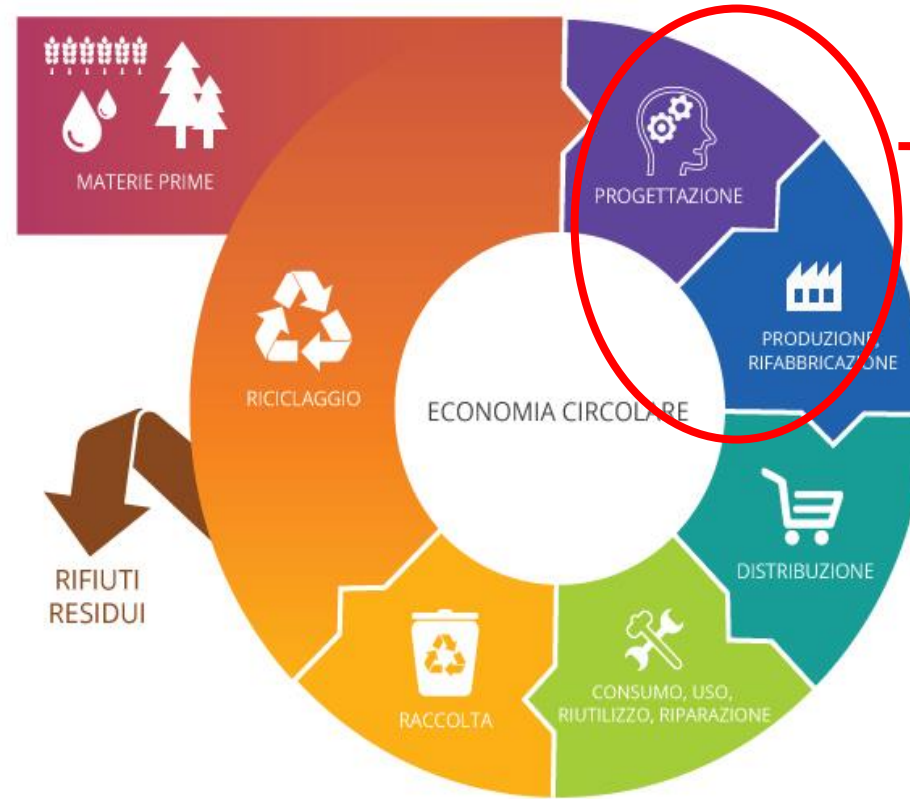 MATERIE PRIME
PROGETTAZIONE
PRODUZIONE,
RIFABBRICAZIONE
DISTRIBUZIONE
CONSUMO, USO,
RIUTILIZZO, RIPARAZIONE
RACCOLTA
RICICLAGGIO
ECONOMIA CIRCOLARE
RIFIUTI
RESIDUI